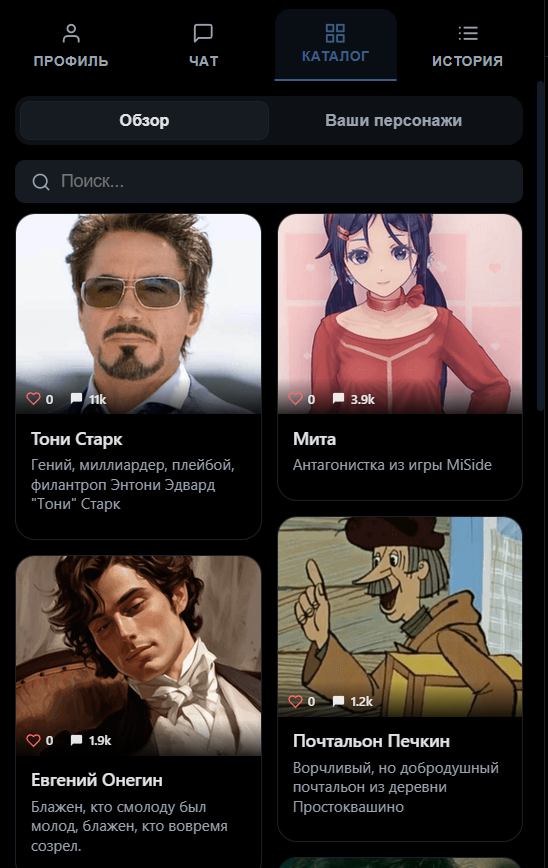 ПРОФИЛЬ
ЧАТ
КАТАЛОГ
ИСТОРИЯ
Обзор
Ваши персонажи
Поиск...
0 11k
Тони Старк
Гений, миллиардер, плейбой,
филантроп Энтони Эдвард
"Тони" Старк
0 3.9k
Мита
Антагонистка из игры MiSide
0 1.9k
Евгений Онегин
Блажен, кто смолоду был
молод, блажен, кто вовремя
созрел.
0 1.2k
Почтальон Печкин
Ворчливый, но добродушный
почтальон из деревни
Простоквашино